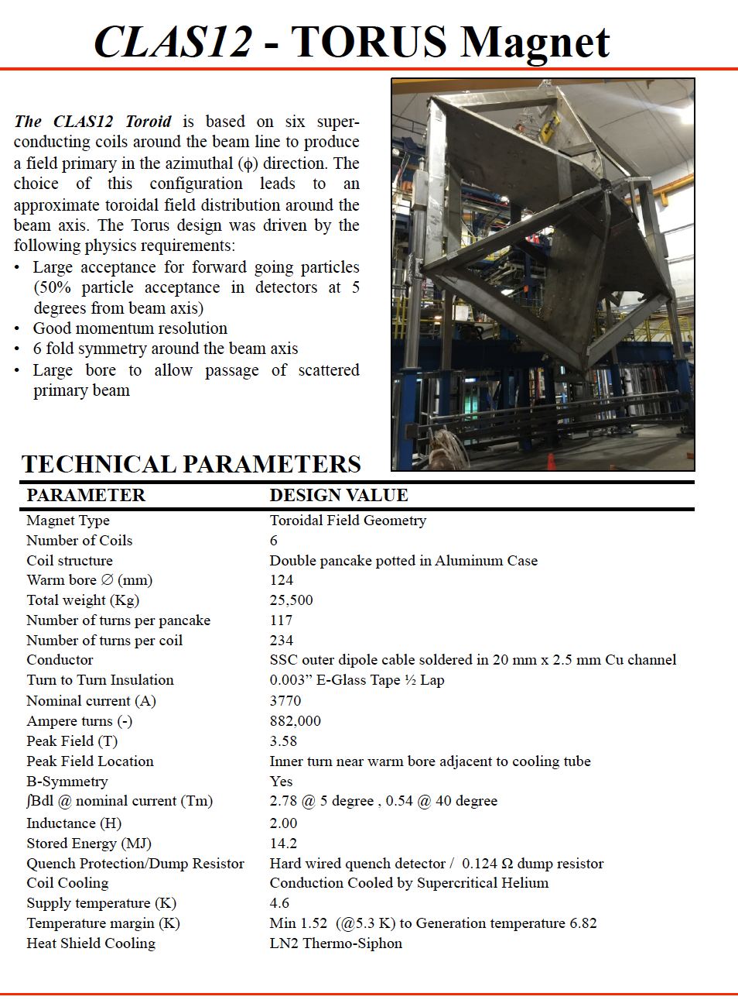 CLAS12 - TORUS Magnet
The CLAS12 Toroid is based on six super-
conducting coils around the beam line to produce
a field primary in the azimuthal (ϕ) direction. The
choice of this configuration leads to an
approximate toroidal field distribution around the
beam axis. The Torus design was driven by the
following physics requirements:
• Large acceptance for forward going particles
(50% particle acceptance in detectors at 5
degrees from beam axis)
• Good momentum resolution
• 6 fold symmetry around the beam axis
• Large bore to allow passage of scattered
primary beam
TECHNICAL PARAMETERS
PARAMETER DESIGN VALUE
Magnet Type Toroidal Field Geometry
Number of Coils 6
Coil structure Double pancake potted in Aluminum Case
Warm bore ∅ (mm) 124
Total weight (Kg) 25,500
Number of turns per pancake 117
Number of turns per coil 234
Conductor SSC outer dipole cable soldered in 20 mm x 2.5 mm Cu channel
Turn to Turn Insulation 0.003” E-Glass Tape ½ Lap
Nominal current (A) 3770
Ampere turns (-) 882,000
Peak Field (T) 3.58
Peak Field Location Inner turn near warm bore adjacent to cooling tube
B-Symmetry Yes
∫Bdl @ nominal current (Tm) 2.78 @ 5 degree , 0.54 @ 40 degree
Inductance (H) 2.00
Stored Energy (MJ) 14.2
Quench Protection/Dump Resistor Hard wired quench detector / 0.124 Ω dump resistor
Coil Cooling Conduction Cooled by Supercritical Helium
Supply temperature (K) 4.6
Temperature margin (K) Min 1.52 (@5.3 K) to Generation temperature 6.82
Heat Shield Cooling LN2 Thermo-Siphon